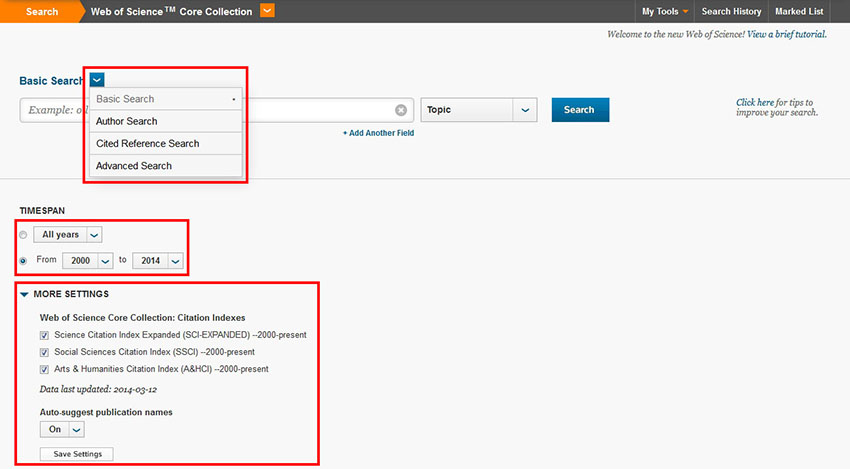 Search Web of Science™ Core Collection My Tools Search History Marked List
Welcome to the new Web of Science! View a brief tutorial.
Basic Search
Basic Search
Example: oil Topic Search
Click here for tips to
improve your search.
Author Search
+ Add Another Field
Cited Reference Search
Advanced Search
TIMESPAN
All years
From 2000 to 2014
MORE SETTINGS
Web of Science Core Collection: Citation Indexes
Science Citation Index Expanded (SCI-EXPANDED) --2000-present
Social Sciences Citation Index (SSCI) --2000-present
Arts & Humanities Citation Index (A&HCI) --2000-present
Data last updated: 2014-03-12
Auto-suggest publication names
On
Save Settings